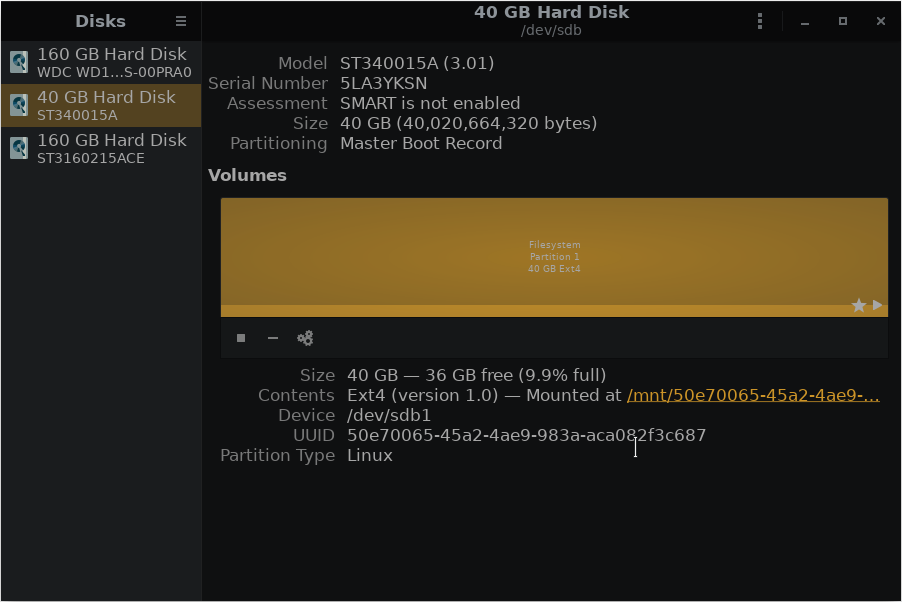 Disks
160 GB Hard Disk
WDC WD1...S-00PRA0
40 GB Hard Disk
ST340015A
160 GB Hard Disk
ST3160215ACE
40 GB Hard Disk
/dev/sdb
Model ST340015A (3.01)
Serial Number 5LA3YKSN
Assessment SMART is not enabled
Size 40 GB (40,020,664,320 bytes)
Partitioning Master Boot Record
Volumes
Filesystem
Partition 1
40 GB Ext4
Size 40 GB — 36 GB free (9.9% full)
Contents Ext4 (version 1.0) — Mounted at /mnt/50e70065-45a2-4ae9-...
Device /dev/sdb1
UUID 50e70065-45a2-4ae9-983a-aca082f3c687
Partition Type Linux